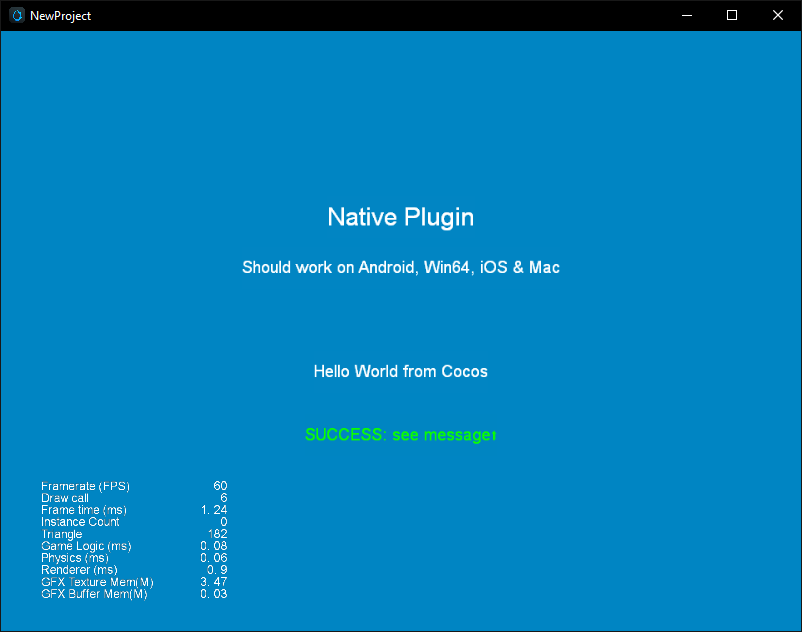 NewProject
Native Plugin
Should work on Android, Win64, iOS & Mac
Hello World from Cocos
SUCCESS: see message!
Framerate (FPS) 60
Draw call 6
Frame time (ms) 1. 24
Instance Count 0
Triangle 182
Game Logic (ms) 0. 08
Physics (ms) 0. 06
Renderer (ms) 0. 9
GFX Texture Mem(M) 3. 47
GFX Buffer Mem(M) 0. 03